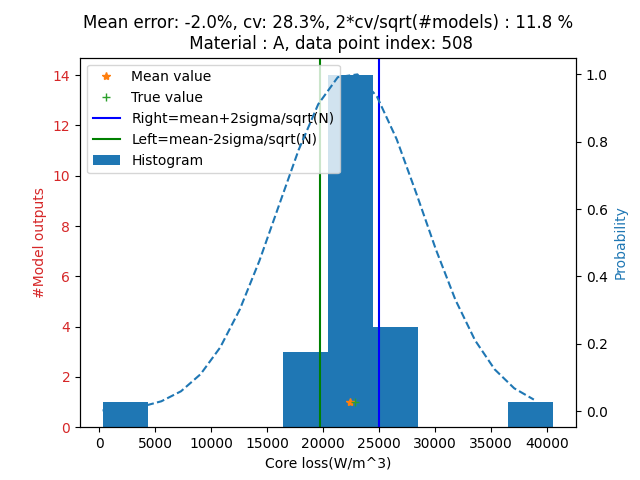 Mean error: -2.0%, cv: 28.3%, 2*cv/sqrt(#models) : 11.8 %
Material : A, data point index: 508
Mean value
True value
Right=mean+2sigma/sqrt(N)
Left=mean-2sigma/sqrt(N)
Histogram
#Model outputs
14
12
10
8
6
4
2
0
1.0
0.8
0.6
0.4
0.2
0.0
Probability
0 5000 10000 15000 20000 25000 30000 35000 40000
Core loss(W/m^3)